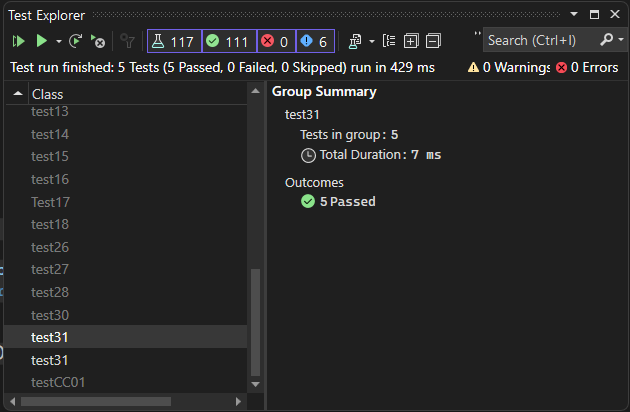 Test Explorer
117 111 0 6 " Search (Ctrl+I)
Test run finished: 5 Tests (5 Passed, 0 Failed, 0 Skipped) run in 429 ms 0 Warnings 0 Errors
Class
test13
test14
test15
test16
Test17
test18
test26
test27
test28
test30
test31
test31
testCC01
Group Summary
test31
Tests in group: 5
Total Duration: 7 ms
Outcomes
5 Passed